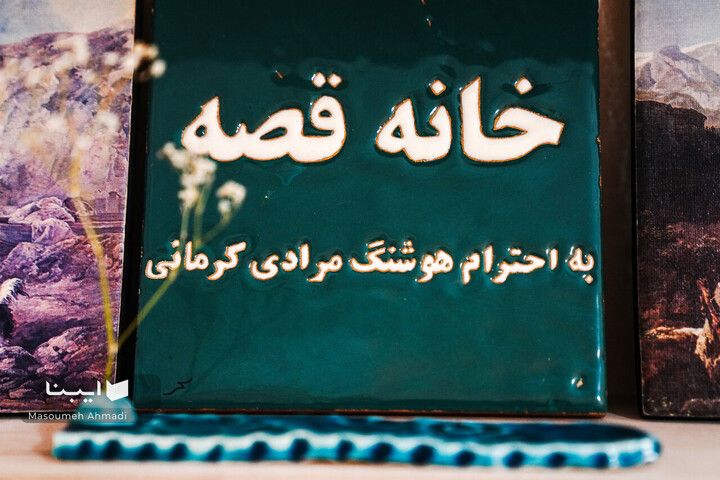 خانه قصه
به احترام هوشنگ مرادی کرمانی
ایبنا
Masoumeh Ahmadi